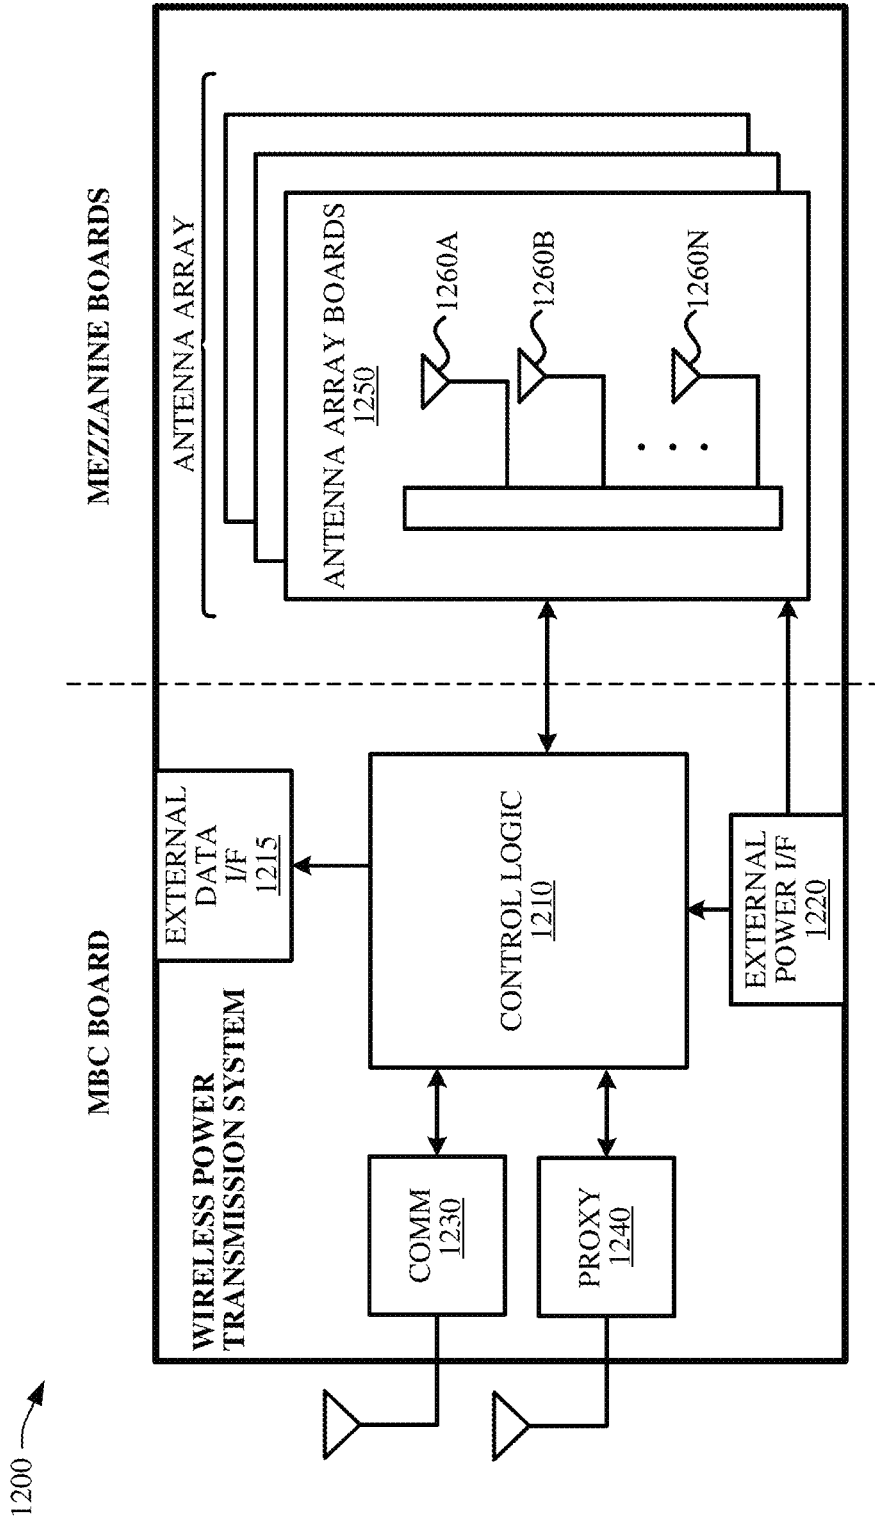 1200
MBC BOARD
MEZZANINE BOARDS
WIRELESS POWER
TRANSMISSION SYSTEM
EXTERNAL
DATA
I/F
1215
ANTENNA ARRAY
ANTENNA ARRAY BOARDS
1250
COMM
1230
CONTROL LOGIC
1210
1260A
1260B
1260N
PROXY
1240
EXTERNAL
POWER I/F
1220